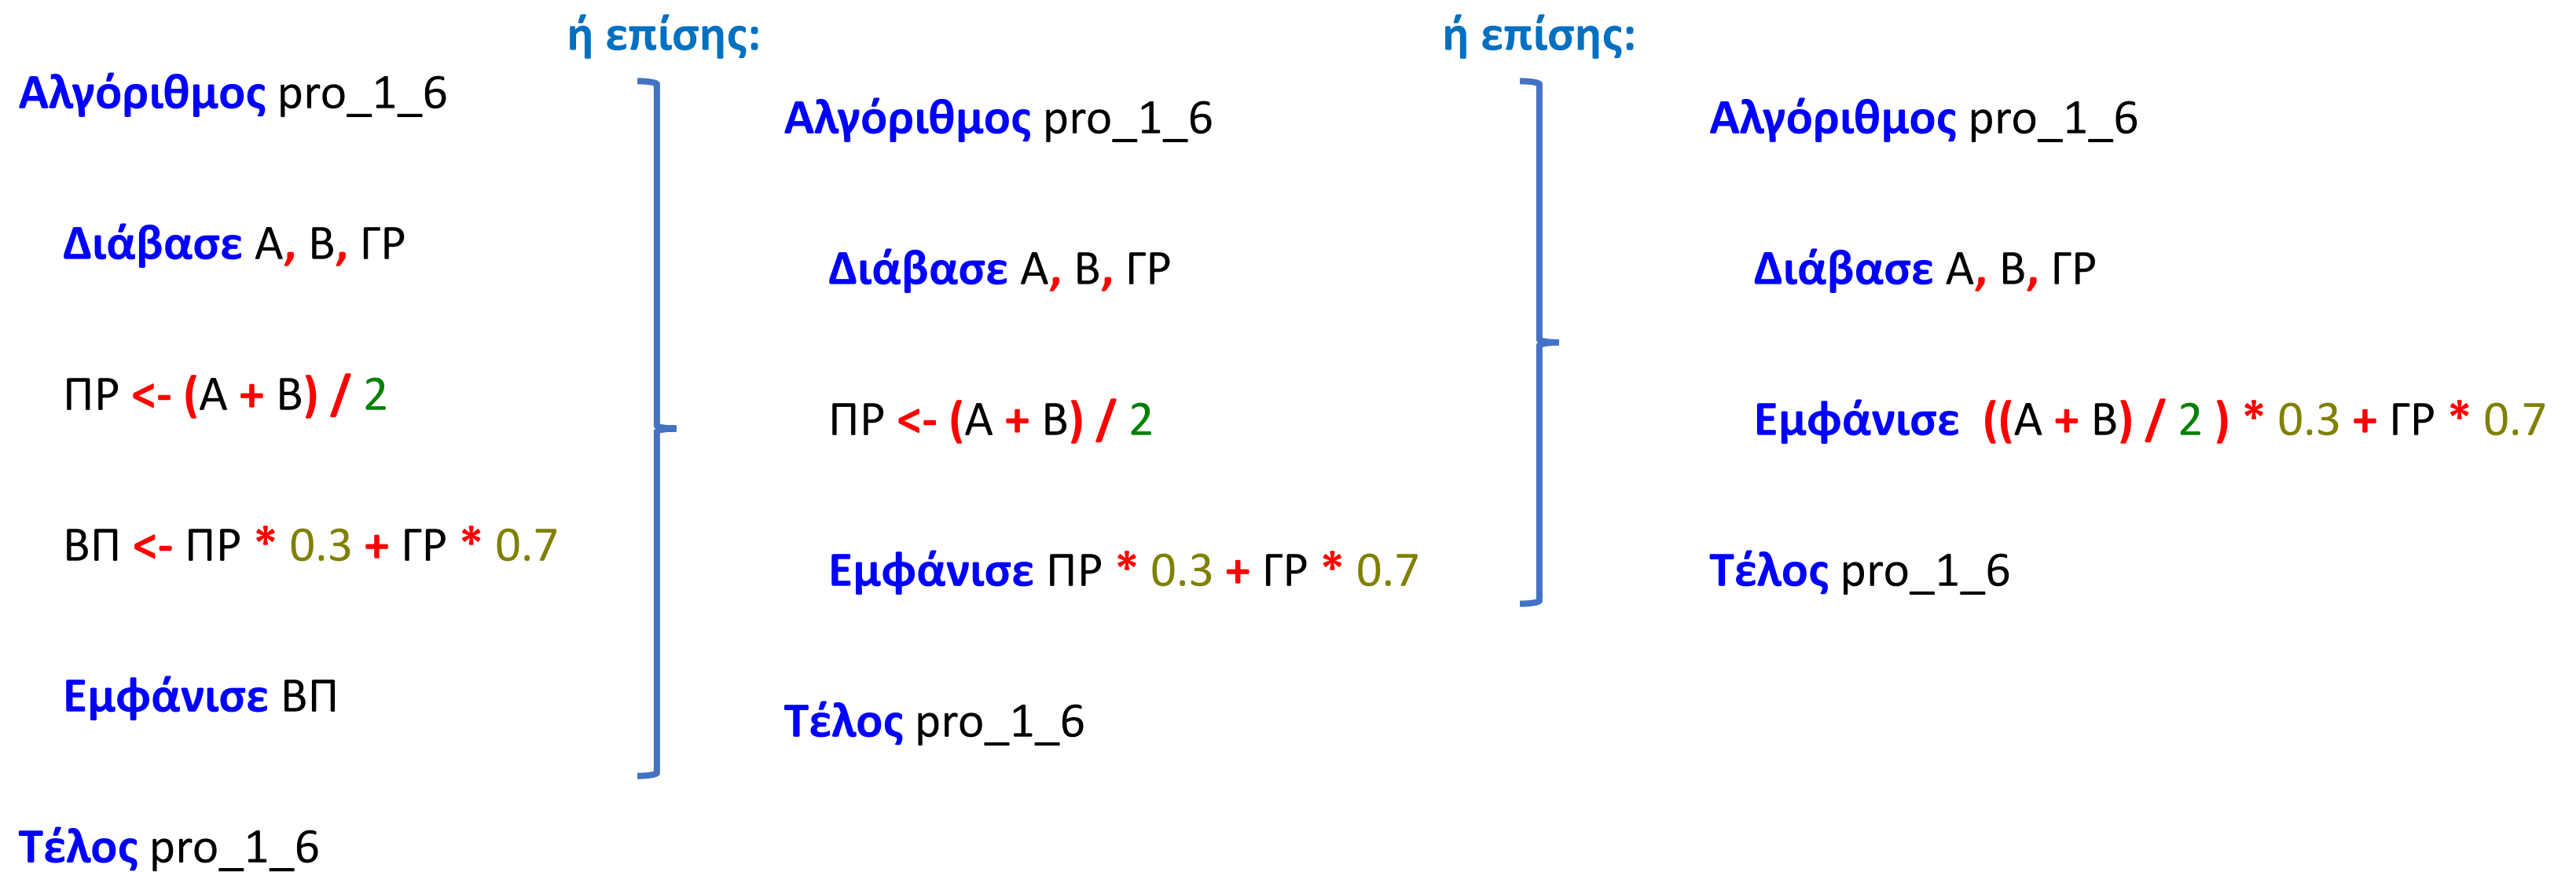 Αλγόριθμος pro_1_6
Διάβασε Α, Β, ΓΡ
ΠΡ <- (Α + Β) / 2
ΒΠ <- ΠΡ * 0.3 + ΓΡ * 0.7
Εμφάνισε ΒΠ
Τέλος pro_1_6
ή επίσης:
Αλγόριθμος pro_1_6
Διάβασε Α, Β, ΓΡ
ΠΡ <- (Α + Β) / 2
Εμφάνισε ΠΡ * 0.3 + ΓΡ * 0.7
Τέλος pro_1_6
ή επίσης:
Αλγόριθμος pro_1_6
Διάβασε Α, Β, ΓΡ
Εμφάνισε ((Α + Β) / 2 ) * 0.3 + ΓΡ * 0.7
Τέλος pro_1_6